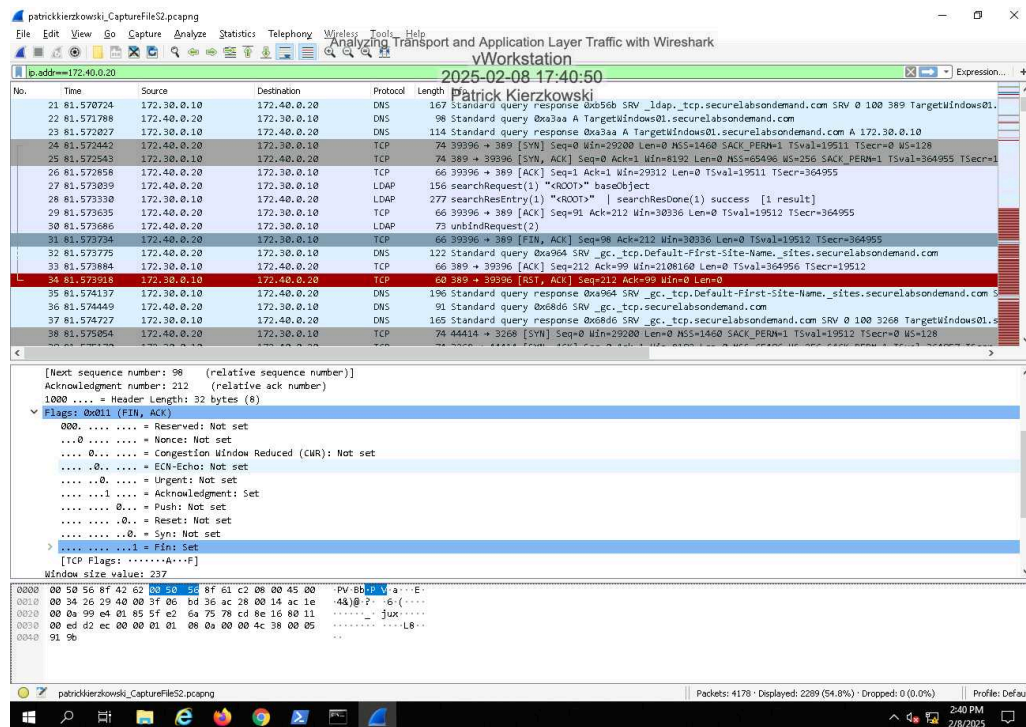 patrickkierzkowski_CaptureFileS2.pcapng
File Edit View Go Capture Analyze Statistics Telephony Wireless Tools Help
Analyzing Transport and Application Layer Traffic with Wireshark
vWorkstation
2025-02-08 17:40:50
Patrick Kierzkowski
ip.addr==172.40.0.20 Expression... +
No. Time Source Destination Protocol Length Info
21 81.570724 172.30.0.10 172.40.0.20 DNS 167 Standard query response 0xb56b SRV _ldap._tcp.securelabsondemand.com SRV 0 100 389 TargetWindows01.
22 81.571788 172.40.0.20 172.30.0.10 DNS 98 Standard query 0xa3aa A TargetWindows01.securelabsondemand.com
23 81.572027 172.30.0.10 172.40.0.20 DNS 114 Standard query response 0xa3aa A TargetWindows01.securelabsondemand.com A 172.30.0.10
24 81.572442 172.40.0.20 172.30.0.10 TCP 74 39396 → 389 [SYN] Seq=0 Win=29200 Len=0 MSS=1460 SACK_PERM=1 TSval=19511 TSecr=0 WS=128
25 81.572543 172.30.0.10 172.40.0.20 TCP 74 389 → 39396 [SYN, ACK] Seq=0 Ack=1 Win=8192 Len=0 MSS=65496 WS=256 SACK_PERM=1 TSval=364955 TSecr=1
26 81.572858 172.40.0.20 172.30.0.10 TCP 66 39396 → 389 [ACK] Seq=1 Ack=1 Win=29312 Len=0 TSval=19511 TSecr=364955
27 81.573039 172.40.0.20 172.30.0.10 LDAP 156 searchRequest(1) "<ROOT>" baseObject
28 81.573330 172.30.0.10 172.40.0.20 LDAP 277 searchResEntry(1) "<ROOT>" | searchResDone(1) success [1 result]
29 81.573635 172.40.0.20 172.30.0.10 TCP 66 39396 → 389 [ACK] Seq=91 Ack=212 Win=30336 Len=0 TSval=19512 TSecr=364955
30 81.573686 172.40.0.20 172.30.0.10 LDAP 73 unbindRequest(2)
31 81.573734 172.40.0.20 172.30.0.10 TCP 66 39396 → 389 [FIN, ACK] Seq=98 Ack=212 Win=30336 Len=0 TSval=19512 TSecr=364955
32 81.573775 172.40.0.20 172.30.0.10 DNS 122 Standard query 0xa964 SRV _gc._tcp.Default-First-Site-Name._sites.securelabsondemand.com
33 81.573884 172.30.0.10 172.40.0.20 TCP 66 389 → 39396 [ACK] Seq=212 Ack=99 Win=2108160 Len=0 TSval=364956 TSecr=19512
34 81.573918 172.30.0.10 172.40.0.20 TCP 60 389 → 39396 [RST, ACK] Seq=212 Ack=99 Win=0 Len=0
35 81.574137 172.30.0.10 172.40.0.20 DNS 196 Standard query response 0xa964 SRV _gc._tcp.Default-First-Site-Name._sites.securelabsondemand.com S
36 81.574449 172.40.0.20 172.30.0.10 DNS 91 Standard query 0x68d6 SRV _gc._tcp.securelabsondemand.com
37 81.574727 172.30.0.10 172.40.0.20 DNS 165 Standard query response 0x68d6 SRV _gc._tcp.securelabsondemand.com SRV 0 100 3268 TargetWindows01.s
38 81.575054 172.40.0.20 172.30.0.10 TCP 74 44414 → 3268 [SYN] Seq=0 Win=29200 Len=0 MSS=1460 SACK_PERM=1 TSval=19512 TSecr=0 WS=128
[Next sequence number: 98 (relative sequence number)]
Acknowledgment number: 212 (relative ack number)
1000 .... = Header Length: 32 bytes (8)
Flags: 0x011 (FIN, ACK)
000. .... .... = Reserved: Not set
...0 .... .... = Nonce: Not set
.... 0... .... = Congestion Window Reduced (CWR): Not set
.... .0.. .... = ECN-Echo: Not set
.... ..0. .... = Urgent: Not set
.... ...1 .... = Acknowledgment: Set
.... .... 0... = Push: Not set
.... .... .0.. = Reset: Not set
.... .... ..0. = Syn: Not set
.... .... ...1 = Fin: Set
[TCP Flags: ·······A···F]
Window size value: 237
0000 00 50 56 8f 42 62 00 50 56 8f 61 c2 08 00 45 00 ·PV·Bb·P V·a···E·
0010 00 34 26 29 40 00 3f 06 bd 36 ac 28 00 14 ac 1e ·4&)@·?· ·6·(····
0020 00 0a 99 e4 01 85 5f e2 6a 75 78 cd 8e 16 80 11 ······_· jux·····
0030 00 ed d2 ec 00 00 01 01 08 0a 00 00 4c 38 00 05 ········ ····L8··
0040 91 9b ··
patrickkierzkowski_CaptureFileS2.pcapng Packets: 4178 · Displayed: 2289 (54.8%) · Dropped: 0 (0.0%) Profile: Defau
2:40 PM
2/8/2025